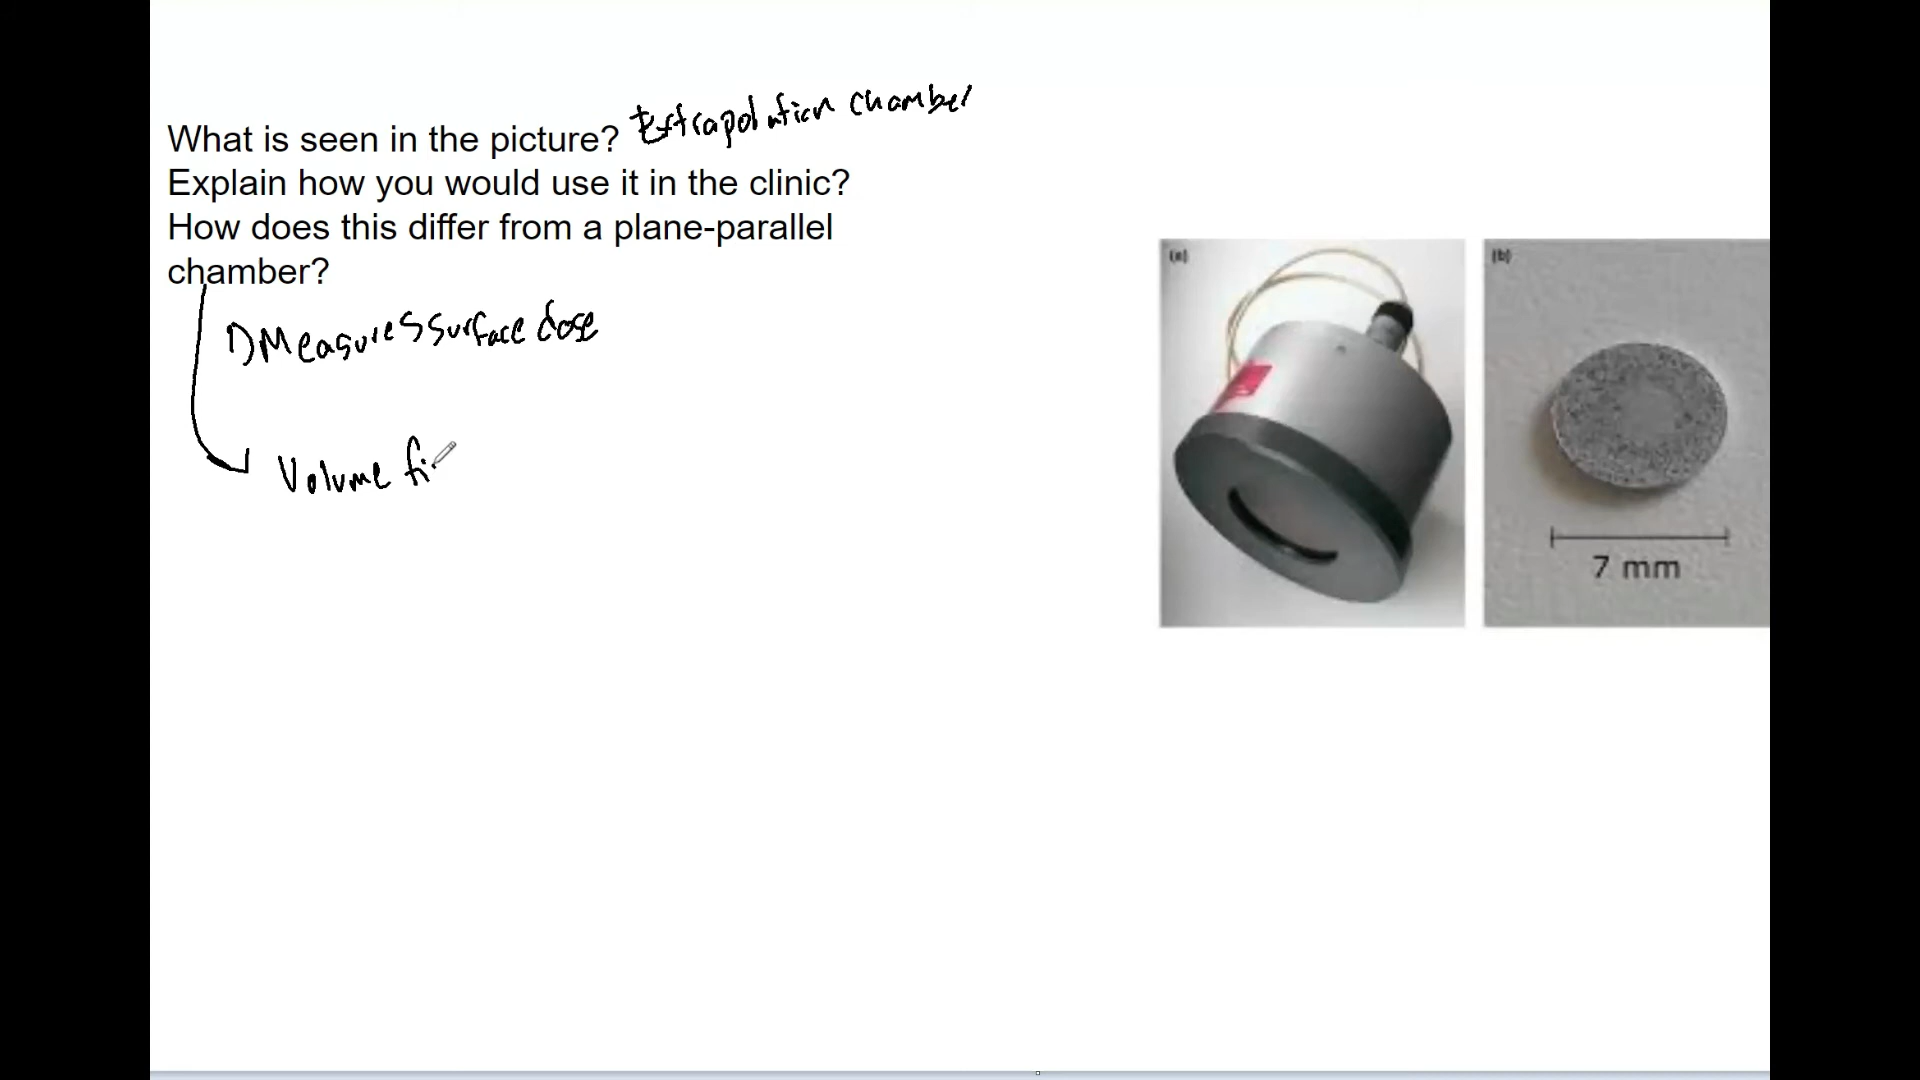 What is seen in the picture? Extrapolation chamber
Explain how you would use it in the clinic?
How does this differ from a plane-parallel
chamber?
1) Measures surface dose
Volume fi
(a)
(b)
7 mm